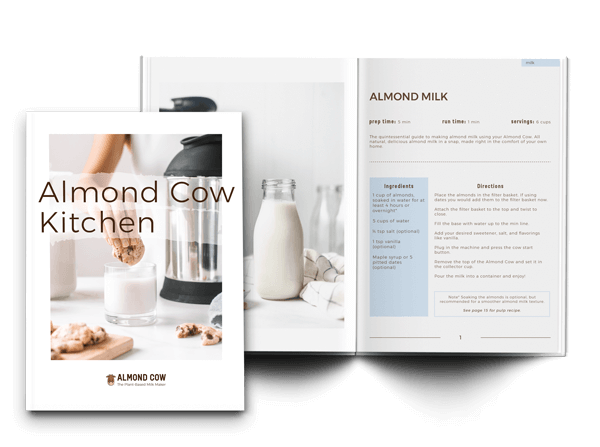 Almond Cow
Kitchen
ALMOND COW
The Plant-Based Milk Maker
milk
ALMOND MILK
prep time: 5 min
run time: 1 min
servings: 6 cups
The quintessential guide to making almond milk using your Almond Cow. All
natural, delicious almond milk in a snap, made right in the comfort of your own
home.
Ingredients
1 cup of almonds,
soaked in water for at
least 4 hours or
overnight*
5 cups of water
½ tsp salt (optional)
1 tsp vanilla
(optional)
Maple syrup or 5
pitted dates
(optional)
Directions
Place the almonds in the filter basket. If using
dates you would add them to the filter basket now.
Attach the filter basket to the top and twist to
close.
Fill the base with water up to the min line.
Add your desired sweetener, salt, and flavorings
like vanilla.
Plug in the machine and press the cow start
button.
Remove the top of the Almond Cow and set it in
the collector cup.
Pour the milk into a container and enjoy!
Note* Soaking the almonds is optional, but
recommended for a smoother almond milk texture.
See page 15 for pulp recipe
1